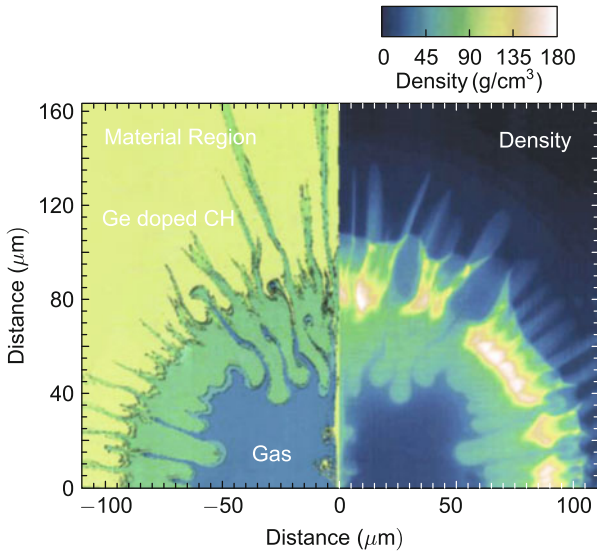 0 45 90 135 180
Density (g/cm³)
160
Material Region
Density
120
Ge doped CH
80
Distance (μm)
40
Gas
0
−100 −50 0 50 100
Distance (μm)